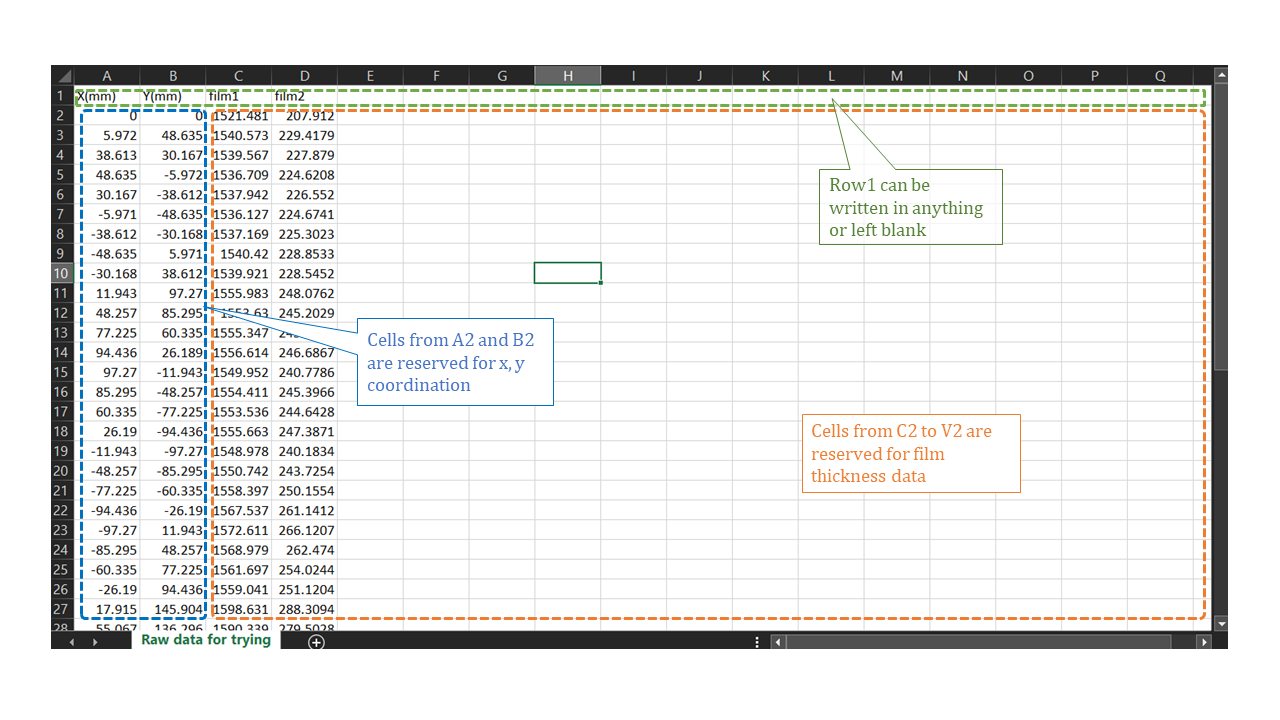 A B C D E F G H I J K L M N O P Q
1 X(mm) Y(mm) film1 film2
2 0 0 1521.481 207.912
3 5.972 48.635 1540.573 229.4179
4 38.613 30.167 1539.567 227.879
5 48.635 -5.972 1536.709 224.6208
6 30.167 -38.612 1537.942 226.552
7 -5.971 -48.635 1536.127 224.6741
8 -38.612 -30.168 1537.169 225.3023
9 -48.635 5.971 1540.42 228.8533
10 -30.168 38.612 1539.921 228.5452
11 11.943 97.27 1555.983 248.0762
12 48.257 85.295 245.2029
13 77.225 60.335 1555.347
14 94.436 26.189 1556.614 246.6867
15 97.27 -11.943 1549.952 240.7786
16 85.295 -48.257 1554.411 245.3966
17 60.335 -77.225 1553.536 244.6428
18 26.19 -94.436 1555.663 247.3871
19 -11.943 -97.27 1548.978 240.1834
20 -48.257 -85.295 1550.742 243.7254
21 -77.225 -60.335 1558.397 250.1554
22 -94.436 -26.19 1567.537 261.1412
23 -97.27 11.943 1572.611 266.1207
24 -85.295 48.257 1568.979 262.474
25 -60.335 77.225 1561.697 254.0244
26 -26.19 94.436 1559.041 251.1204
27 17.915 145.904 1598.631 288.3094
28 55.067 136.296 1590.339 279.5028
Row1 can be
written in anything
or left blank
Cells from A2 and B2
are reserved for x, y
coordination
Cells from C2 to V2 are
reserved for film
thickness data
Raw data for trying